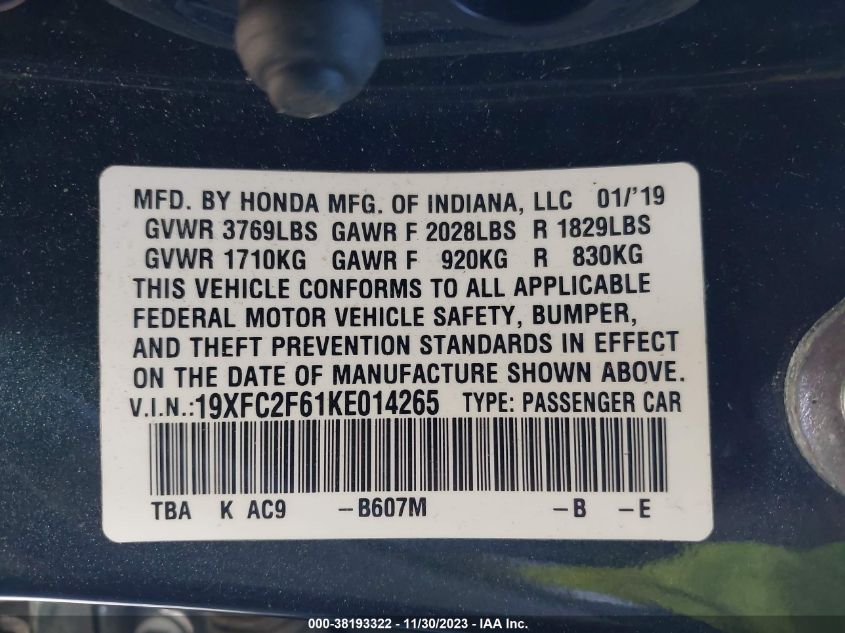 MFD. BY HONDA MFG. OF INDIANA, LLC 01/'19
GVWR 3769LBS GAWR F 2028LBS R 1829LBS
GVWR 1710KG GAWR F 920KG R 830KG
THIS VEHICLE CONFORMS TO ALL APPLICABLE
FEDERAL MOTOR VEHICLE SAFETY, BUMPER,
AND THEFT PREVENTION STANDARDS IN EFFECT
ON THE DATE OF MANUFACTURE SHOWN ABOVE.
V.I.N.:19XFC2F61KE014265 TYPE: PASSENGER CAR
TBA K AC9 -B607M -B -E
000-38193322 - 11/30/2023 - IAA Inc.